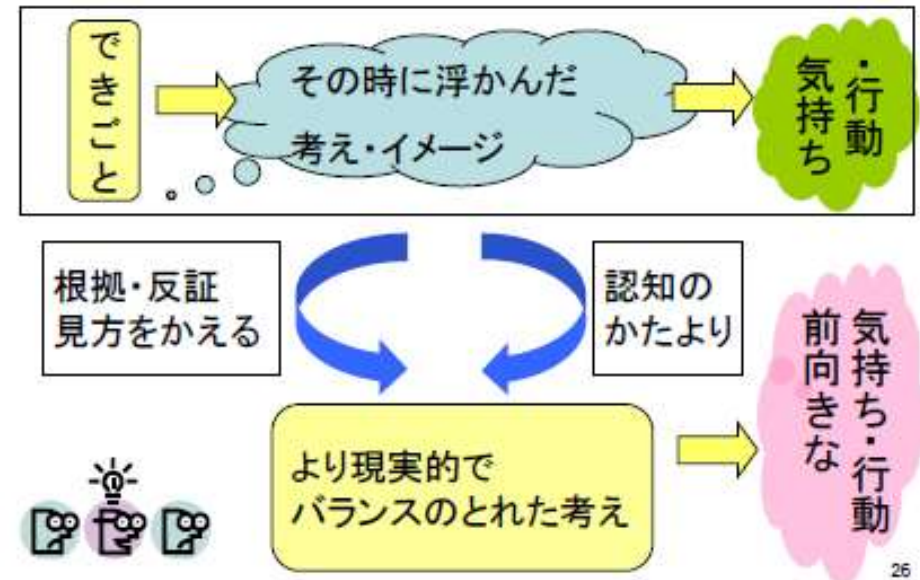 できごと
その時に浮かんだ
考え・イメージ
・行動
気持ち
根拠・反証
見方をかえる
認知の
かたより
より現実的で
バランスのとれた考え
気持ち・行動
前向きな
26